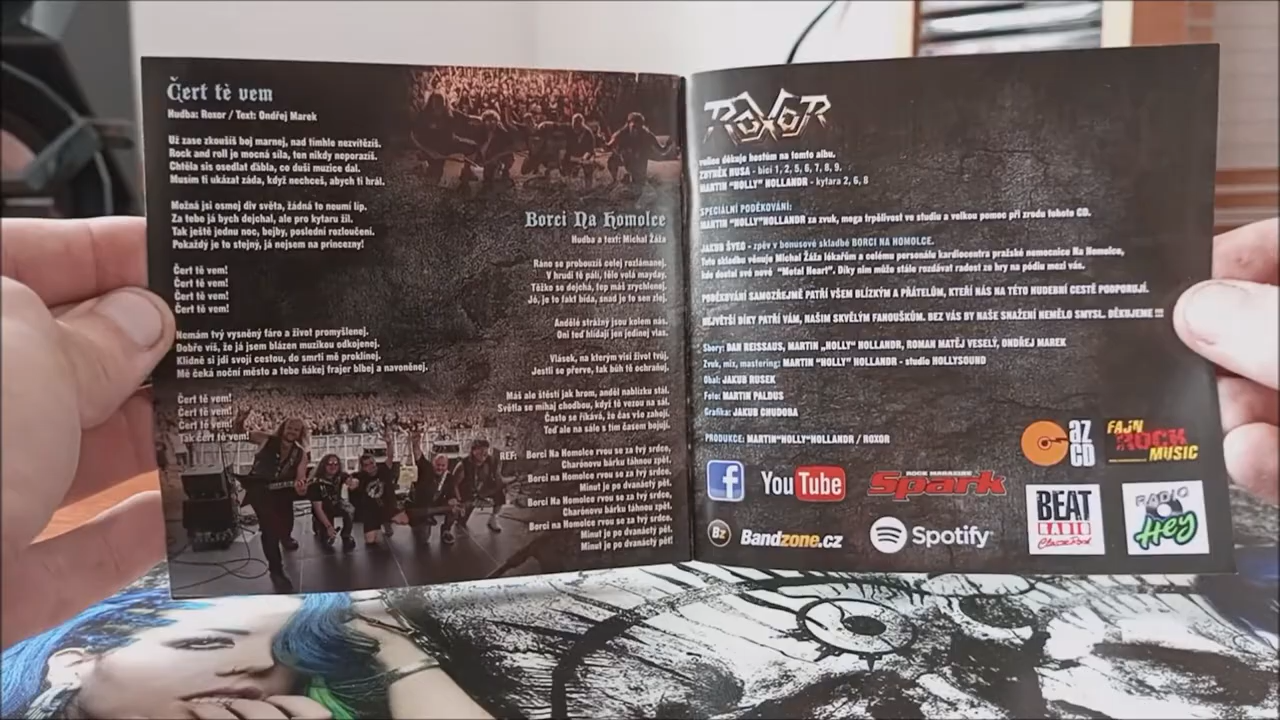 Čert tě vem
Hudba: Roxor / Text: Ondřej Marek
Už zase zkoušíš boj marnej, nad tímhle nezvítězíš.
Rock and roll je mocná síla, ten nikdy neporazíš.
Chtěla sis osedlat ďábla, co duši muzice dal.
Musím ti ukázat záda, když nechceš, abych ti hrál.
Možná jsi osmej div světa, žádná to neumí líp.
Za tebe já bych dejchal, ale pro kytaru žil.
Tak ještě jednu noc, bejby, poslední rozloučení.
Pokaždý je to stejný, já nejsem na princezny!
Čert tě vem!
Čert tě vem!
Čert tě vem!
Čert tě vem!
Nemám tvý vysněný fáro a život promyšlenej.
Dobře víš, že já jsem blázen muzikou odkojenej.
Klidně si jdi svojí cestou, do smrti mě proklínej.
Mě čeká noční město a tebe ňákej frajer blbej a navoněnej.
Čert tě vem!
Čert tě vem!
Čert tě vem!
Tak čert tě vem!
Borci Na Homolce
Hudba a text: Michal Žáža
Ráno se probouzíš celej rozlámanej.
V hrudi tě pálí, tělo volá mayday.
Těžko se dejchá, tep máš zrychlenej.
Jó, je to fakt bída, snad je to sen zlej.
Andělé strážný jsou kolem nás.
Oni teď hlídají jen jedinej vlas.
Vlásek, na kterým visí život tvůj.
Jestli se přerve, tak bůh tě ochraňuj.
Máš ale štěstí jak hrom, anděl nablízku stál.
Světla se míhaj chodbou, když tě vezou na sál.
Často se říkává, že čas vše zahojí.
Teď ale na sále s tím časem bojují.
REF: Borci Na Homolce rvou se za tvý srdce,
Charónovu bárku táhnou zpět.
Borci na Homolce rvou se za tvý srdce.
Minut je po dvanáctý pět.
Borci Na Homolce rvou se za tvý srdce,
Charónovu bárku táhnou zpět.
Borci na Homolce rvou se za tvý srdce.
Minut je po dvanáctý pět.
Minut je po dvanáctý pět!
ROXOR
velice děkuje hostům na tomto albu.
ZBYNĚK HUSA - bicí 1, 2, 5, 6, 7, 8, 9.
MARTIN "HOLLY" HOLLANDR - kytara 2, 6, 8
SPECIÁLNÍ PODĚKOVÁNÍ:
MARTIN "HOLLY"HOLLANDR za zvuk, mega trpělivost ve studiu a velkou pomoc při zrodu tohoto CD.
JAKUB ŠVEC - zpěv v bonusové skladbě BORCI NA HOMOLCE.
Tuto skladbu věnuje Michal Žáža lékařům a celému personálu kardiocentra pražské nemocnice Na Homolce,
kde dostal své nové "Metal Heart". Díky nim může stále rozdávat radost ze hry na pódiu mezi vás.
PODĚKOVÁNÍ SAMOZŘEJMĚ PATŘÍ VŠEM BLÍZKÝM A PŘÁTELŮM, KTEŘÍ NÁS NA TÉTO HUDEBNÍ CESTĚ PODPORUJÍ.
NEJVĚTŠÍ DÍKY PATŘÍ VÁM, NAŠIM SKVĚLÝM FANOUŠKŮM. BEZ VÁS BY NAŠE SNAŽENÍ NEMĚLO SMYSL. DĚKUJEME !!!
Sbory: DAN REISSAUS, MARTIN „HOLLY" HOLLANDR, ROMAN MATĚJ VESELÝ, ONDŘEJ MAREK
Zvuk, mix, mastering: MARTIN "HOLLY" HOLLANDR - studio HOLLYSOUND
Obal: JAKUB RUSEK
Foto: MARTIN PALDUS
Grafika: JAKUB CHUDOBA
PRODUKCE: MARTIN"HOLLY"HOLLANDR / ROXOR
az CD
FAJN ROCK MUSIC
f
YouTube
ROCK MAGAZINE
Spark
BEAT
RADIO
ClassicRock
RADIO
Hey
Bz Bandzone.cz
Spotify